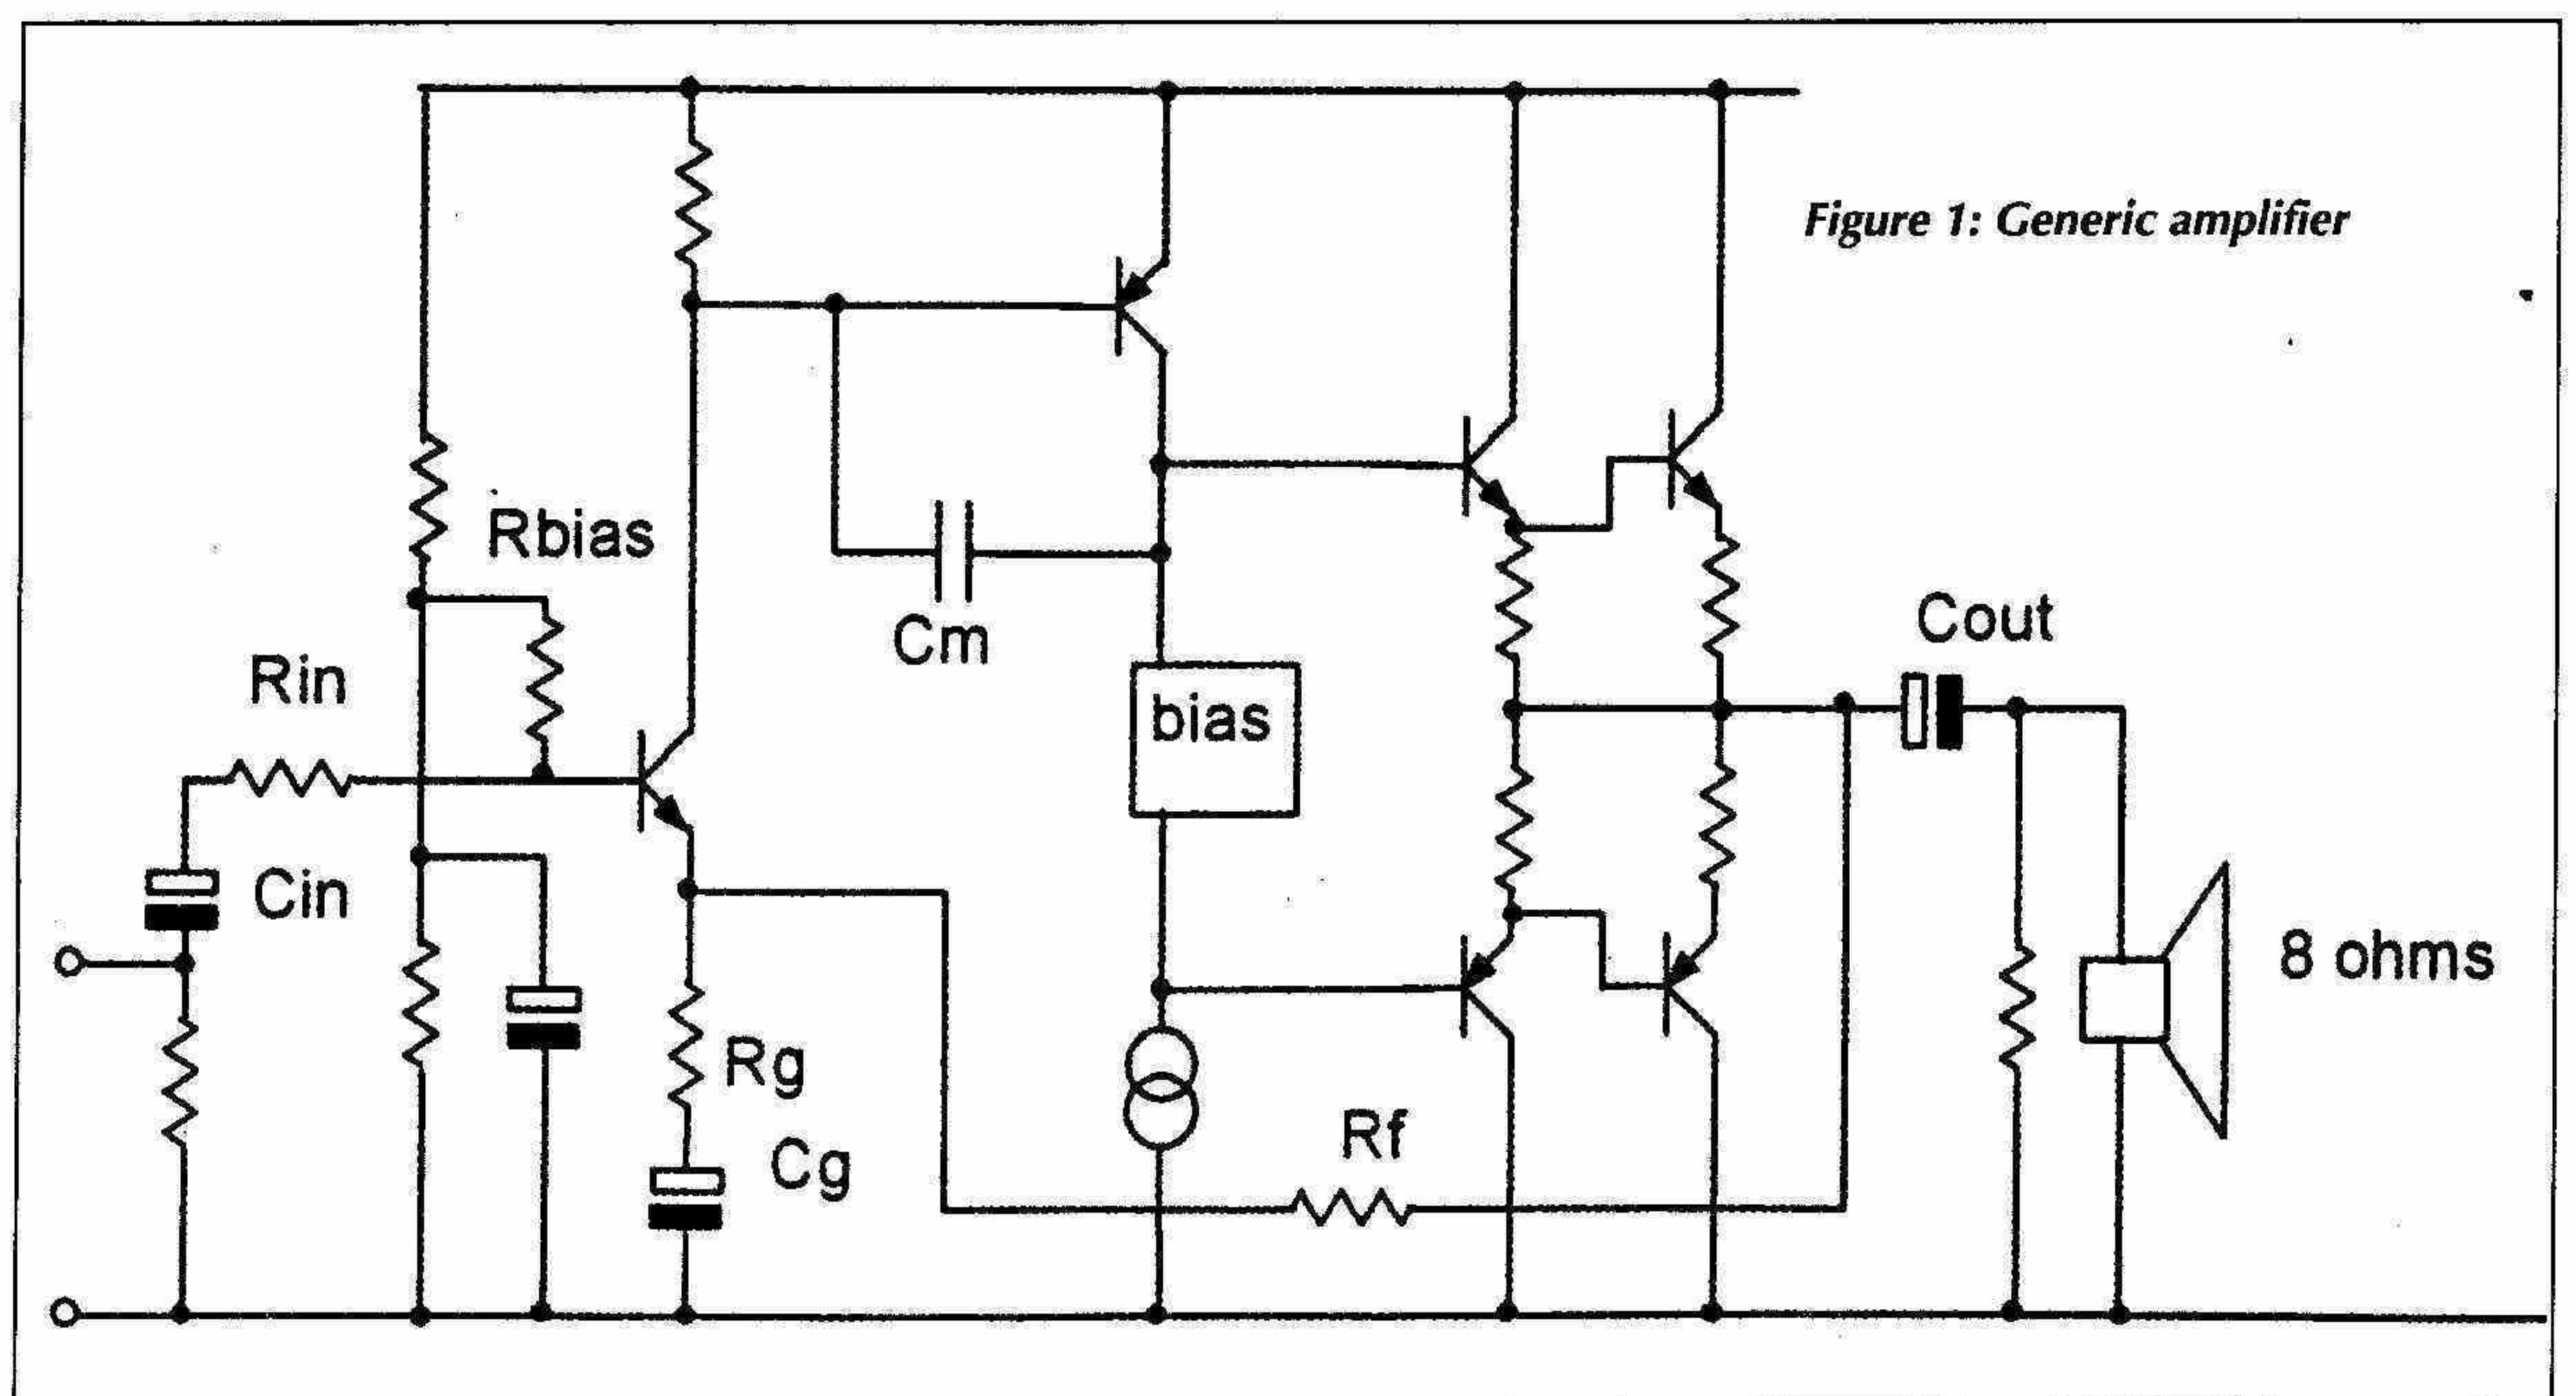 Figure 1: Generic amplifier
Rbias
Cout
Cm
Rin
bias
Cin
8 ohms
Rg
Rf
Cg